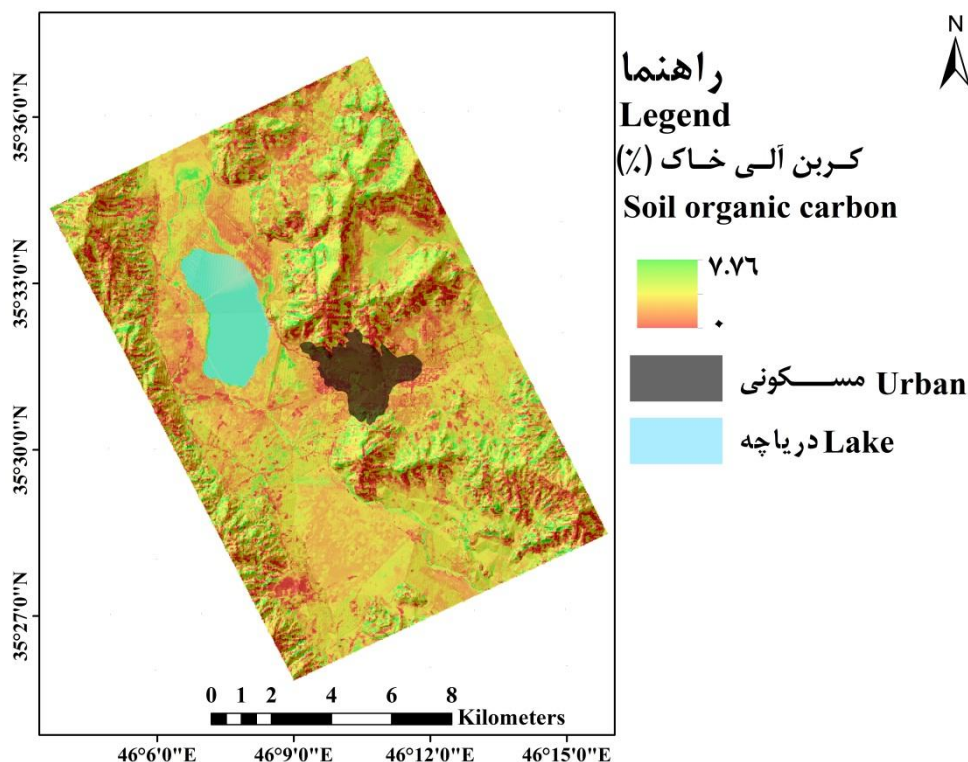 N
راهنما
Legend
کربن آلی خاک (٪)
Soil organic carbon
۷.۷٦
۰
مسکونی Urban
دریاچه Lake
35°36'0"N
35°33'0"N
35°30'0"N
35°27'0"N
0 1 2 4 6 8
Kilometers
46°6'0"E 46°9'0"E 46°12'0"E 46°15'0"E